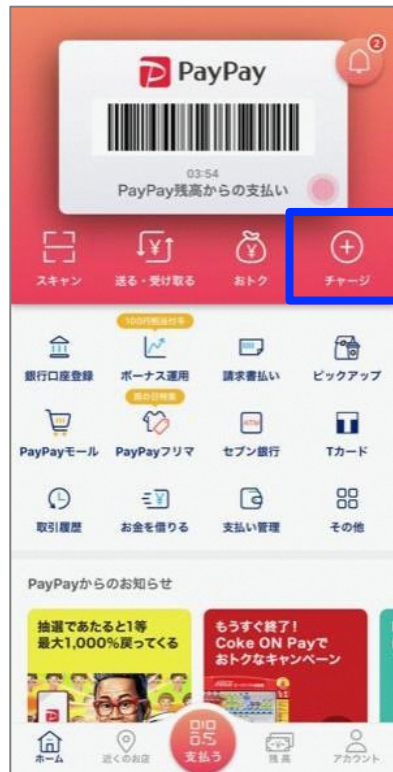 2
PayPay
03:54
PayPay残高からの支払い
スキャン
送る・受け取る
おトク
チャージ
100円相当付与
銀行口座登録
ボーナス運用
請求書払い
ピックアップ
PayPayモール
PayPayフリマ
ATM
セブン銀行
Tカード
取引履歴
お金を借りる
支払い管理
その他
PayPayからのお知らせ
抽選であたると1等
最大1,000%戻ってくる
もうすぐ終了!
Coke ON Payで
おトクなキャンペーン
ホーム
近くのお店
支払う
残高
アカウント